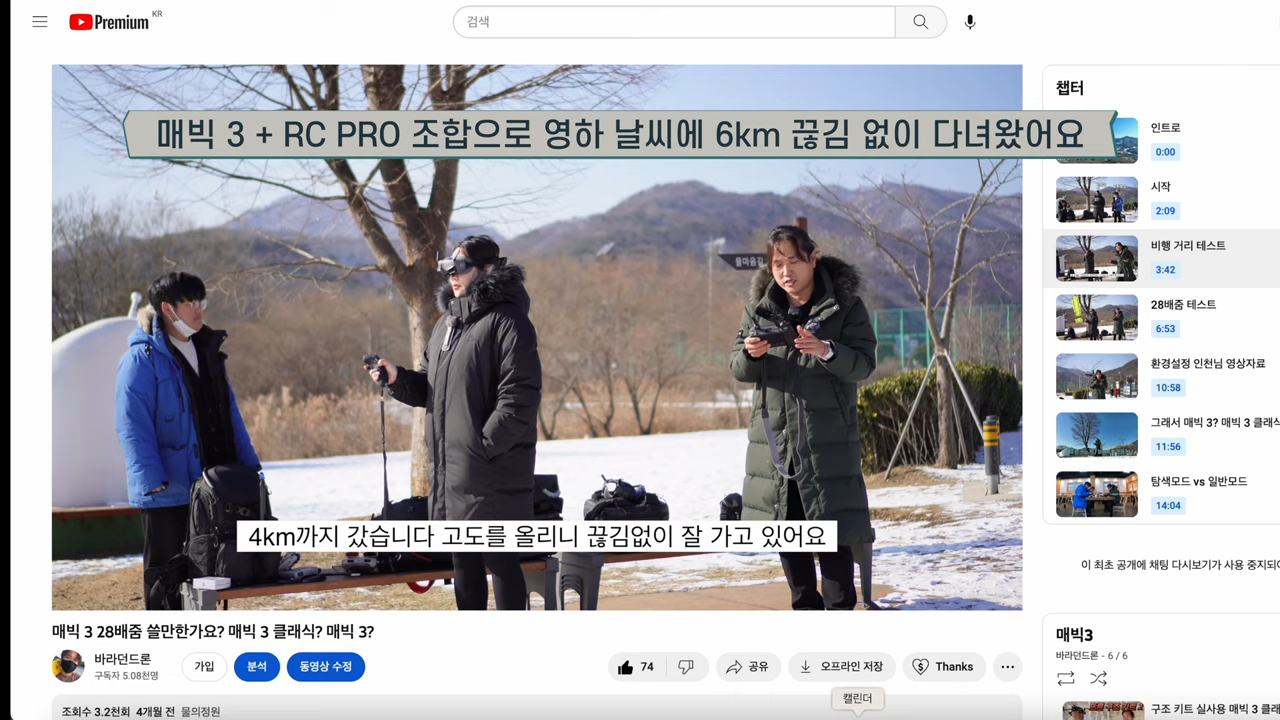 Premium KR
검색
매빅 3 + RC PRO 조합으로 영하 날씨에 6km 끊김 없이 다녀왔어요
물마음길
4km까지 갔습니다 고도를 올리니 끊김없이 잘 가고 있어요
매빅 3 28배줌 쓸만한가요? 매빅 3 클래식? 매빅 3?
바라던드론
구독자 5.08천명
가입
분석
동영상 수정
74
공유
오프라인 저장
Thanks
캘린더
조회수 3.2천회 4개월 전 물의정원
챕터
인트로
0:00
시작
2:09
비행 거리 테스트
3:42
28배줌 테스트
6:53
환경설정 인천님 영상자료
10:58
그래서 매빅 3? 매빅 3 클래식
11:56
탐색모드 vs 일반모드
14:04
이 최초 공개에 채팅 다시보기가 사용 중지되어
매빅3
바라던드론 - 6 / 6
구조 키트 실사용 매빅 3 클래